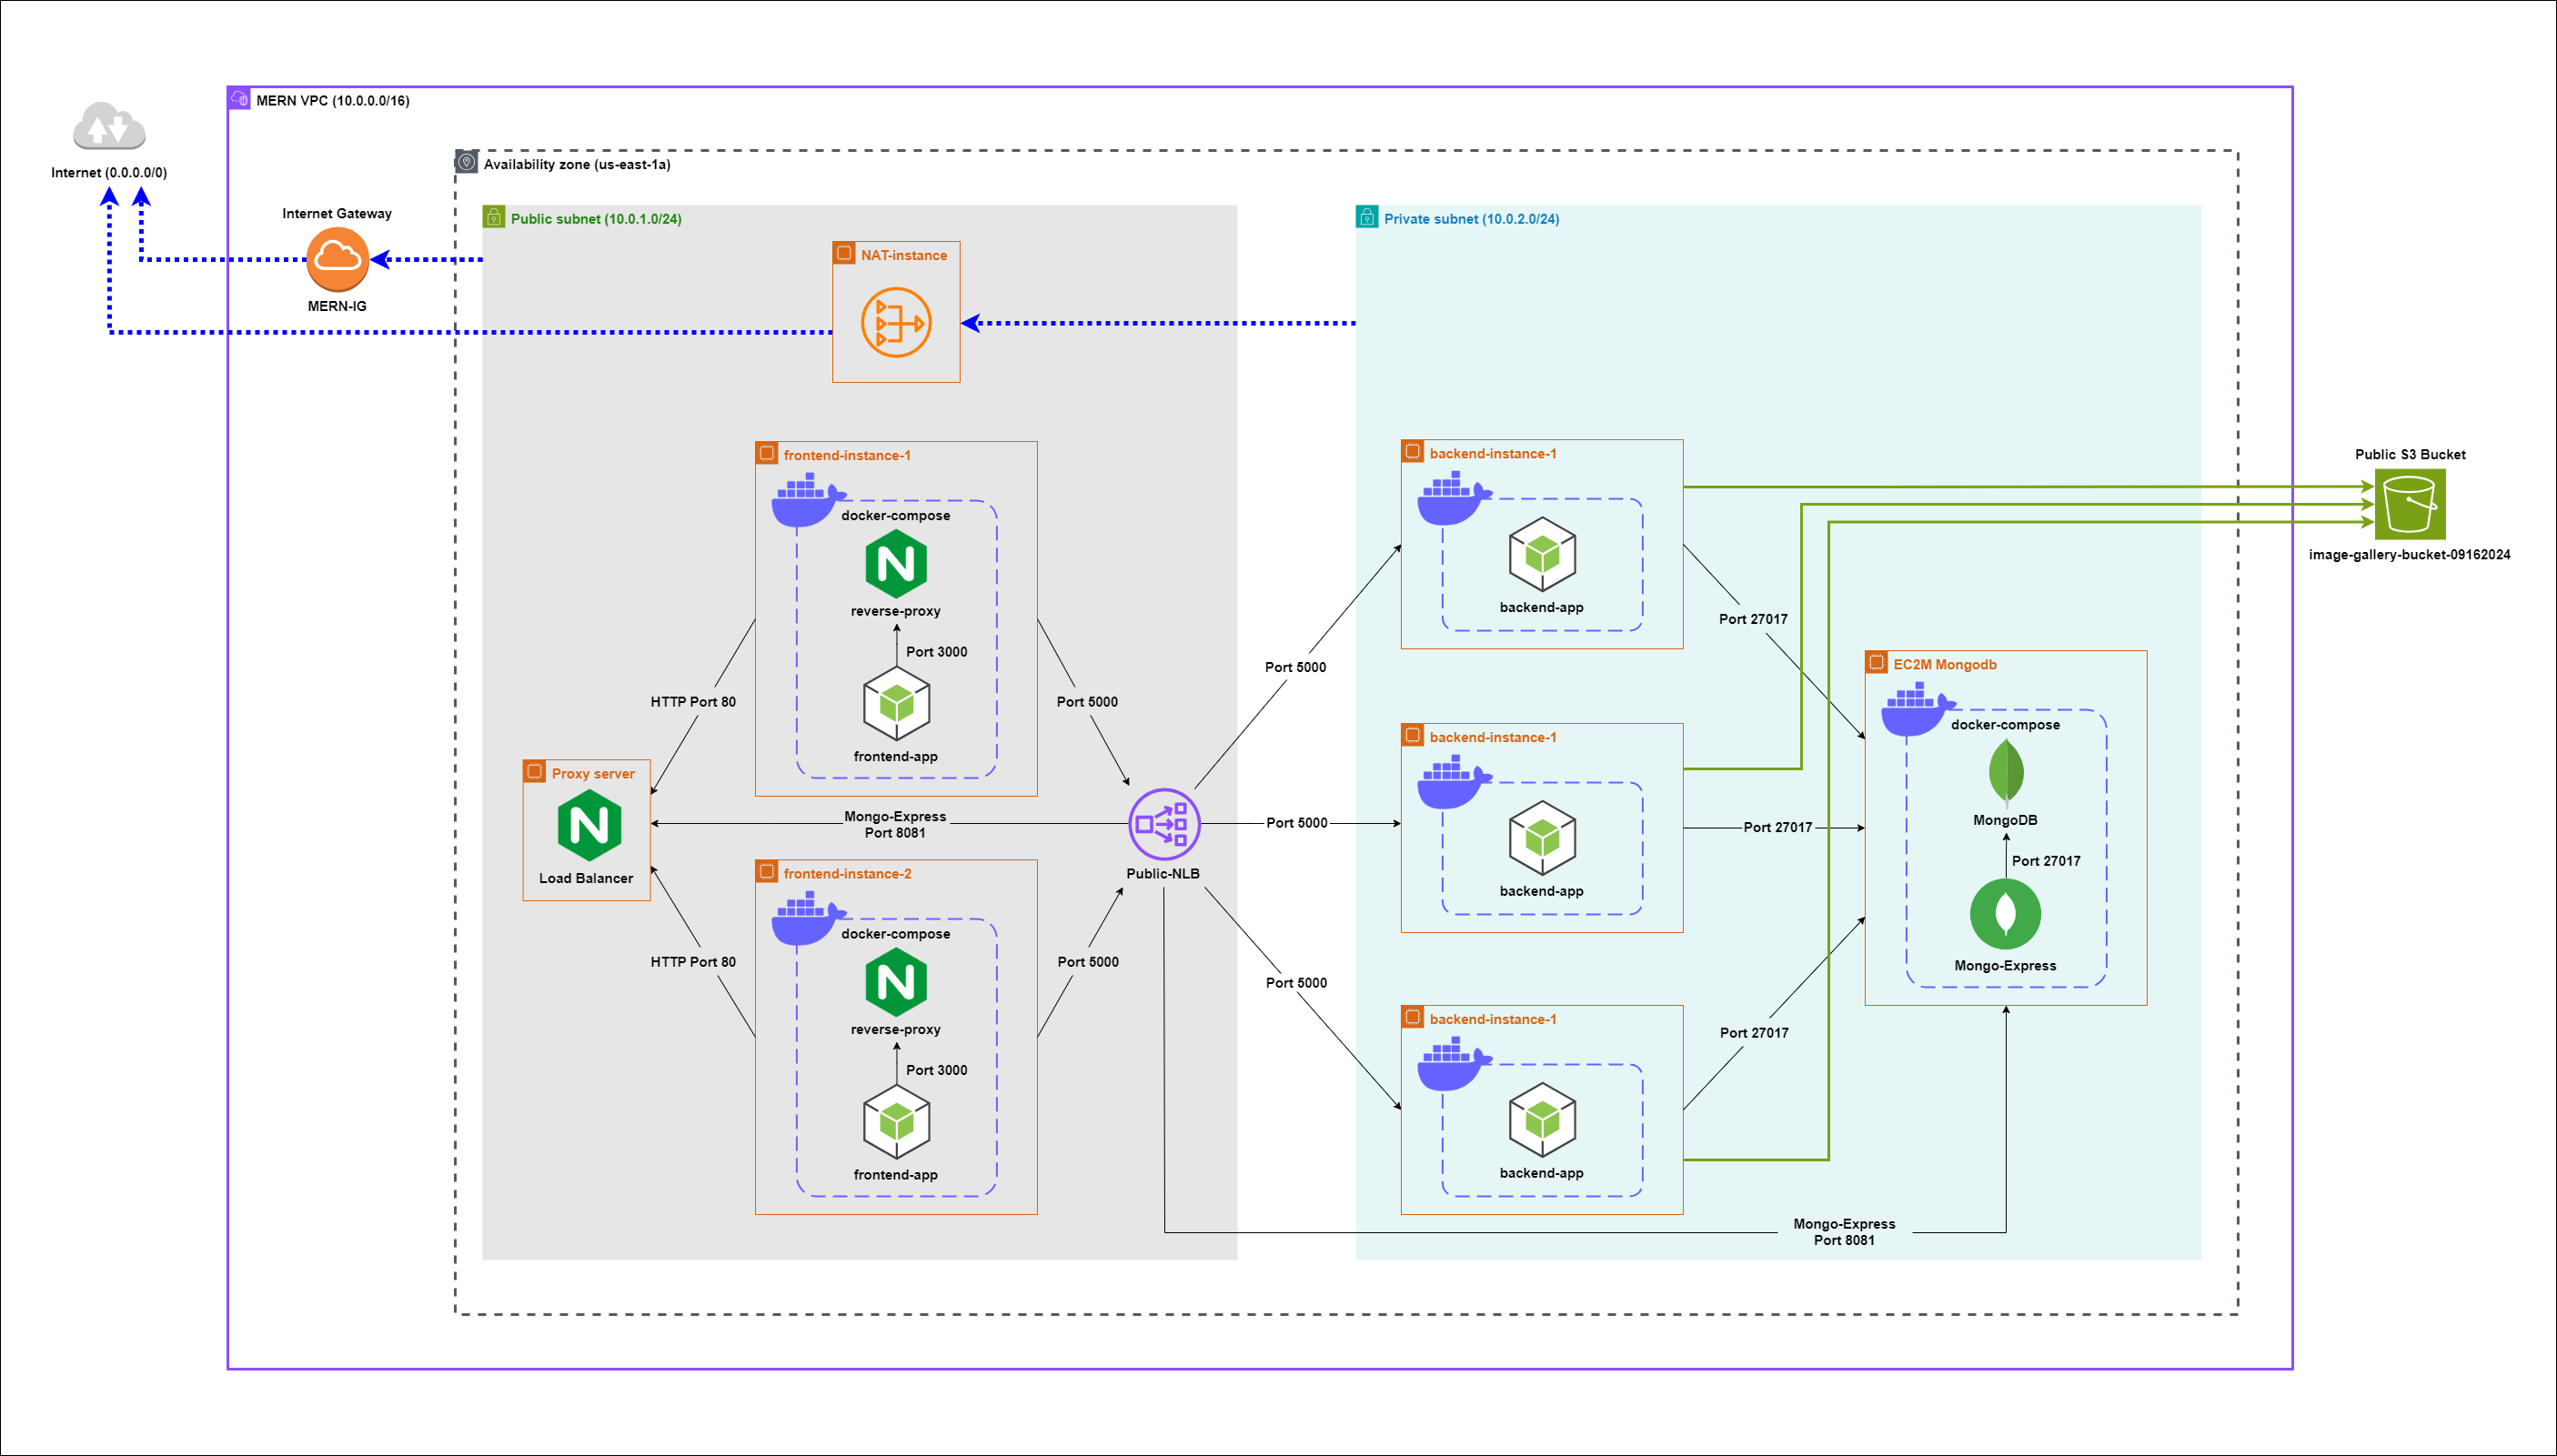 MERN VPC (10.0.0.0/16)
Internet (0.0.0.0/0)
Availability zone (us-east-1a)
Internet Gateway
MERN-IG
Public subnet (10.0.1.0/24)
Private subnet (10.0.2.0/24)
NAT-instance
frontend-instance-1
docker-compose
reverse-proxy
Port 3000
frontend-app
HTTP Port 80
Port 5000
Proxy server
Load Balancer
Mongo-Express
Port 8081
Public-NLB
frontend-instance-2
docker-compose
reverse-proxy
Port 3000
frontend-app
HTTP Port 80
Port 5000
Port 5000
Port 5000
Port 5000
backend-instance-1
backend-app
Port 27017
backend-instance-1
backend-app
Port 27017
backend-instance-1
backend-app
Port 27017
EC2M Mongodb
docker-compose
MongoDB
Port 27017
Mongo-Express
Mongo-Express
Port 8081
Public S3 Bucket
image-gallery-bucket-09162024